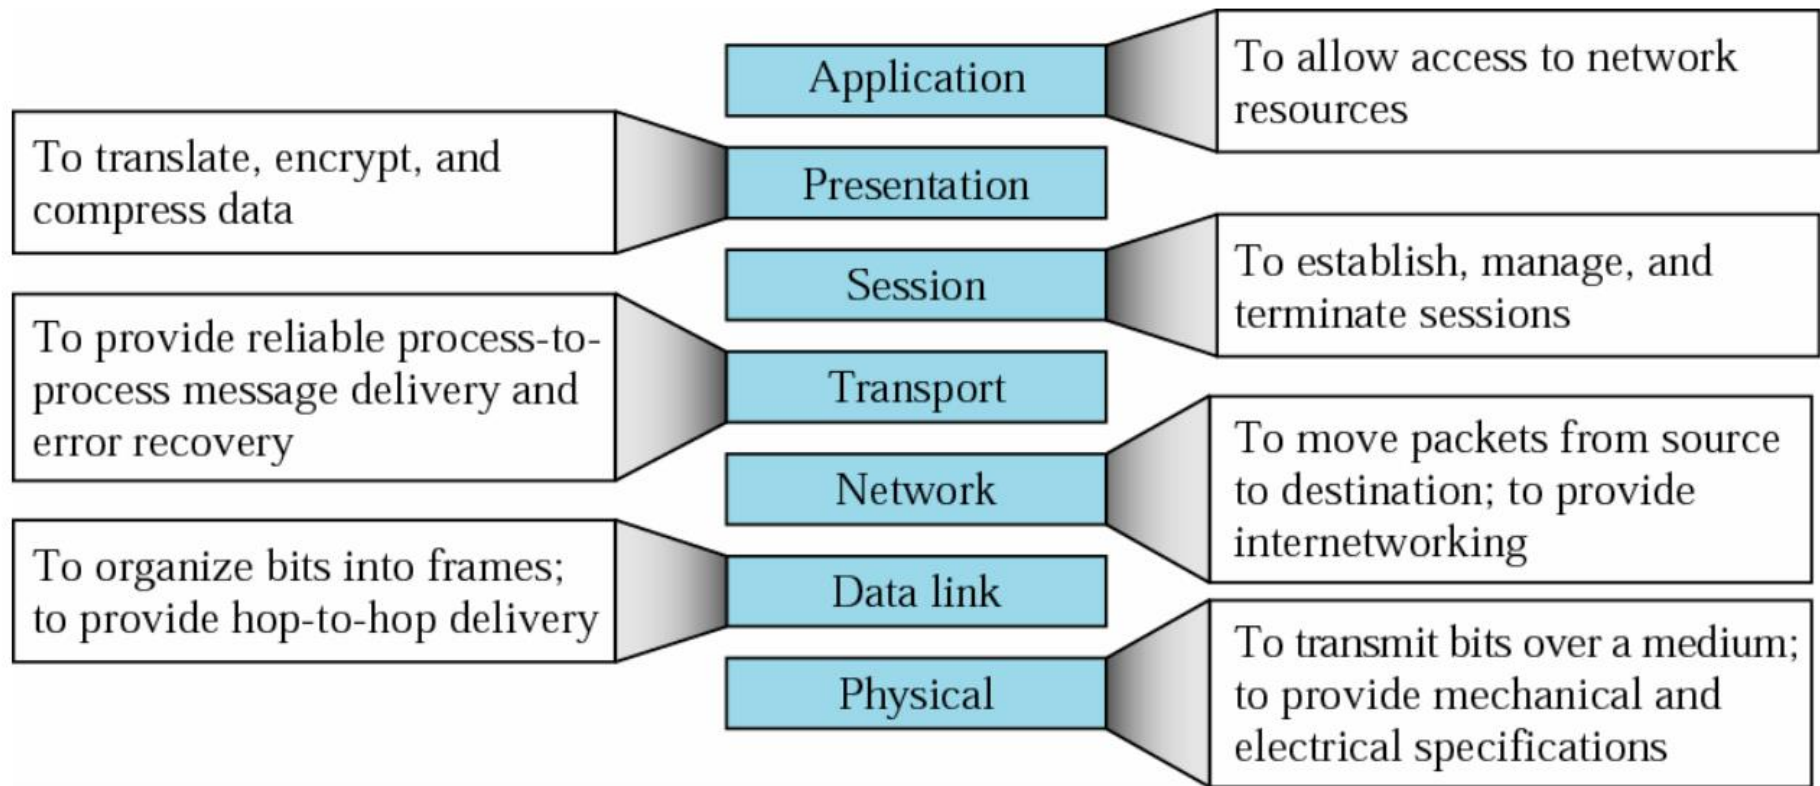 Application
To allow access to network
resources
To translate, encrypt, and
compress data
Presentation
Session
To establish, manage, and
terminate sessions
To provide reliable process-to-
process message delivery and
error recovery
Transport
Network
To move packets from source
to destination; to provide
internetworking
To organize bits into frames;
to provide hop-to-hop delivery
Data link
Physical
To transmit bits over a medium;
to provide mechanical and
electrical specifications